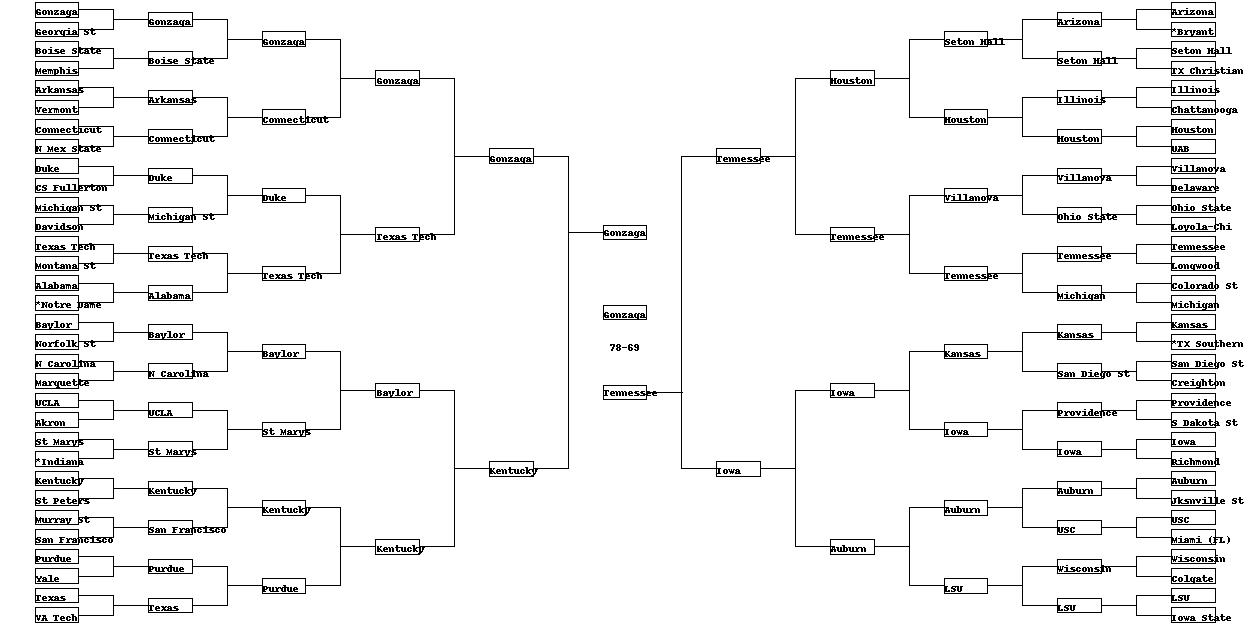 Gonzaga
Georgia St
Boise State
Memphis
Arkansas
Vermont
Connecticut
N Mex State
Duke
CS Fullerton
Michigan St
Davidson
Texas Tech
Montana St
Alabama
*Notre Dame
Baylor
Norfolk St
N Carolina
Marquette
UCLA
Akron
St Marys
*Indiana
Kentucky
St Peters
Murray St
San Francisco
Purdue
Yale
Texas
VA Tech
Gonzaga
Boise State
Arkansas
Connecticut
Duke
Michigan St
Texas Tech
Alabama
Baylor
N Carolina
UCLA
St Marys
Kentucky
San Francisco
Purdue
Texas
Gonzaga
Connecticut
Duke
Texas Tech
Baylor
St Marys
Kentucky
Purdue
Gonzaga
Texas Tech
Baylor
Kentucky
Gonzaga
Kentucky
Gonzaga
Gonzaga
78-69
Tennessee
Tennessee
Iowa
Houston
Tennessee
Iowa
Auburn
Seton Hall
Houston
Villanova
Tennessee
Kansas
Iowa
Auburn
LSU
Arizona
Seton Hall
Illinois
Houston
Villanova
Ohio State
Tennessee
Michigan
Kansas
San Diego St
Providence
Iowa
Auburn
USC
Wisconsin
LSU
Arizona
*Bryant
Seton Hall
TX Christian
Illinois
Chattanooga
Houston
UAB
Villanova
Delaware
Ohio State
Loyola-Chi
Tennessee
Longwood
Colorado St
Michigan
Kansas
*TX Southern
San Diego St
Creighton
Providence
S Dakota St
Iowa
Richmond
Auburn
Jksnville St
USC
Miami (FL)
Wisconsin
Colgate
LSU
Iowa State